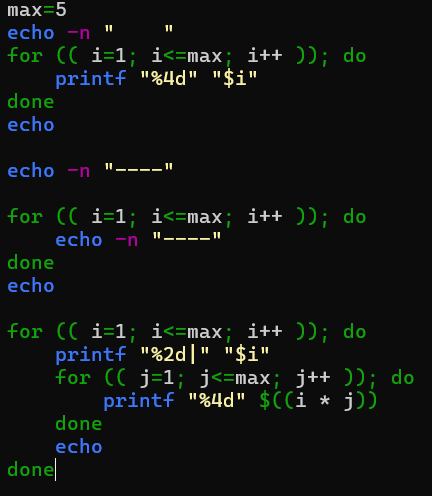 max=5
echo -n "    "
for (( i=1; i<=max; i++ )); do
    printf "%4d" "$i"
done
echo

echo -n "----"

for (( i=1; i<=max; i++ )); do
    echo -n "----"
done
echo

for (( i=1; i<=max; i++ )); do
    printf "%2d|" "$i"
    for (( j=1; j<=max; j++ )); do
        printf "%4d" $((i * j))
    done
    echo
done